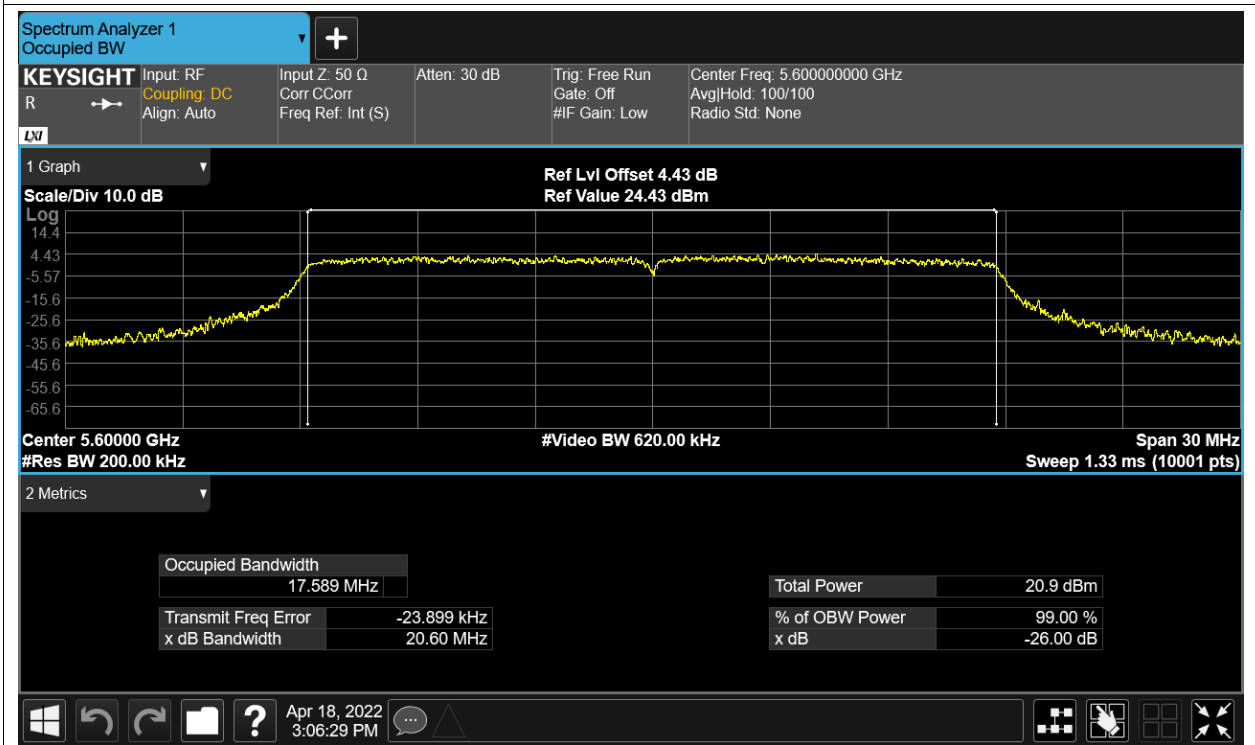 Spectrum Analyzer 1
Occupied BW
KEYSIGHT
R
LXI
Input: RF
Coupling: DC
Align: Auto
Input Z: 50 Ω
Corr CCorr
Freq Ref: Int (S)
Atten: 30 dB
Trig: Free Run
Gate: Off
#IF Gain: Low
Center Freq: 5.600000000 GHz
Avg|Hold: 100/100
Radio Std: None
1 Graph
Scale/Div 10.0 dB
Ref Lvl Offset 4.43 dB
Ref Value 24.43 dBm
Log
14.4
4.43
-5.57
-15.6
-25.6
-35.6
-45.6
-55.6
-65.6
Center 5.60000 GHz
#Video BW 620.00 kHz
Span 30 MHz
#Res BW 200.00 kHz
Sweep 1.33 ms (10001 pts)
2 Metrics
Occupied Bandwidth
17.589 MHz
Total Power 20.9 dBm
Transmit Freq Error -23.899 kHz
% of OBW Power 99.00 %
x dB Bandwidth 20.60 MHz
x dB -26.00 dB
?
Apr 18, 2022
3:06:29 PM